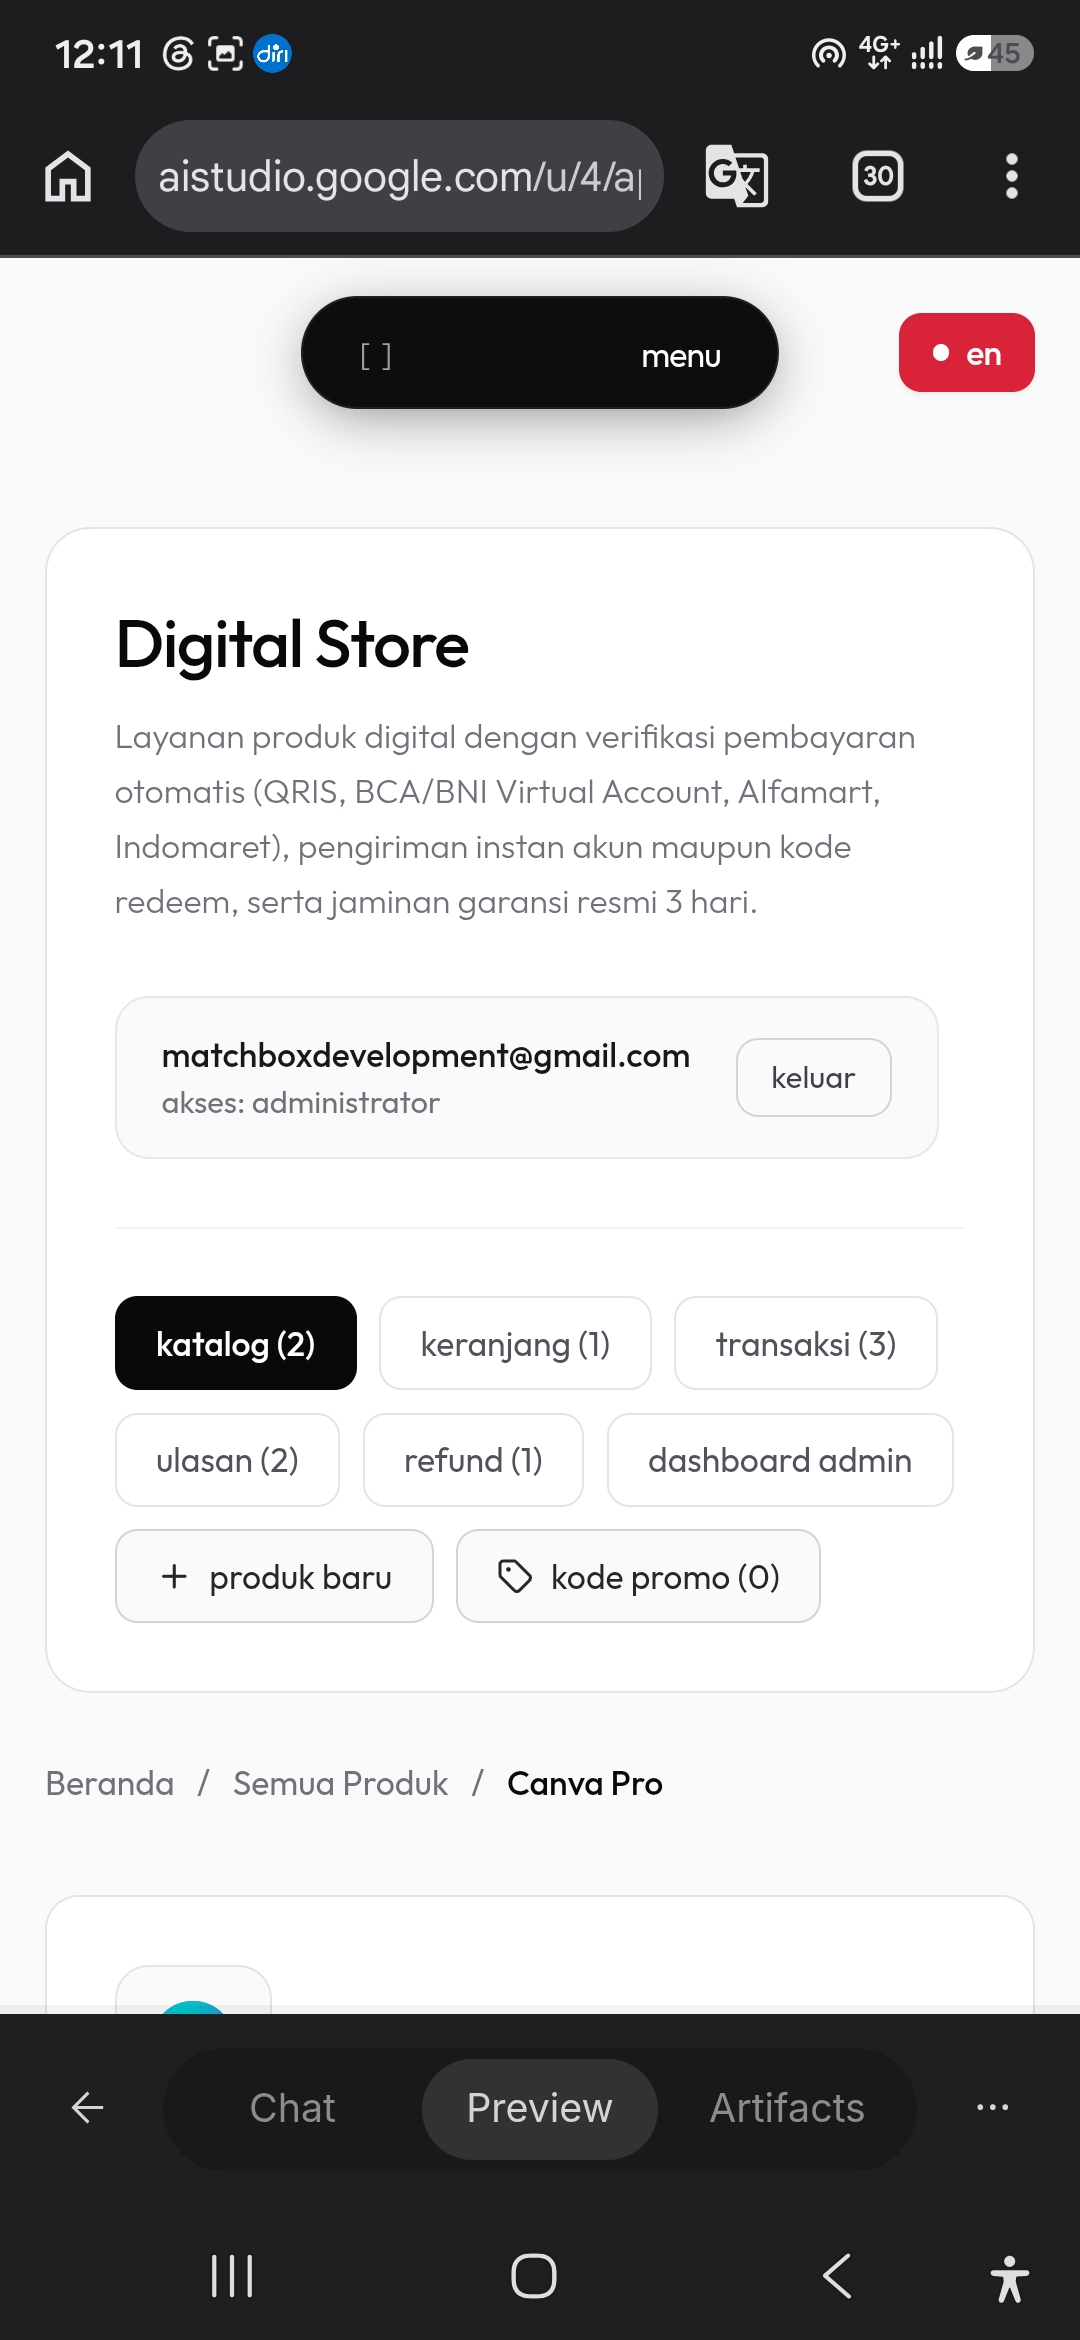 12:11 diri 4G+ 45
aistudio.google.com/u/4/a
30
[ ] menu
en
Digital Store
Layanan produk digital dengan verifikasi pembayaran
otomatis (QRIS, BCA/BNI Virtual Account, Alfamart,
Indomaret), pengiriman instan akun maupun kode
redeem, serta jaminan garansi resmi 3 hari.
matchboxdevelopment@gmail.com
akses: administrator
keluar
katalog (2) keranjang (1) transaksi (3)
ulasan (2) refund (1) dashboard admin
+ produk baru kode promo (0)
Beranda / Semua Produk / Canva Pro
Chat Preview Artifacts